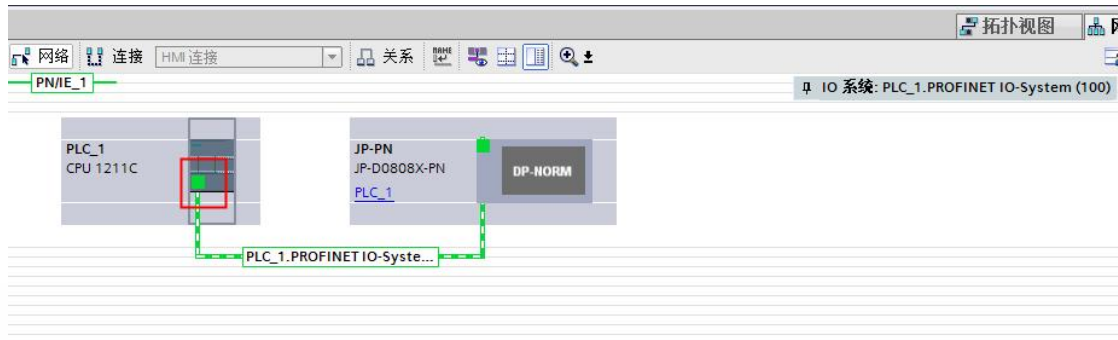 拓扑视图
网络 连接 HMI 连接 关系 NAME
PN/IE_1
IO 系统: PLC_1.PROFINET IO-System (100)
PLC_1
CPU 1211C
JP-PN
JP-D0808X-PN
PLC_1
DP-NORM
PLC_1.PROFINET IO-Syste...